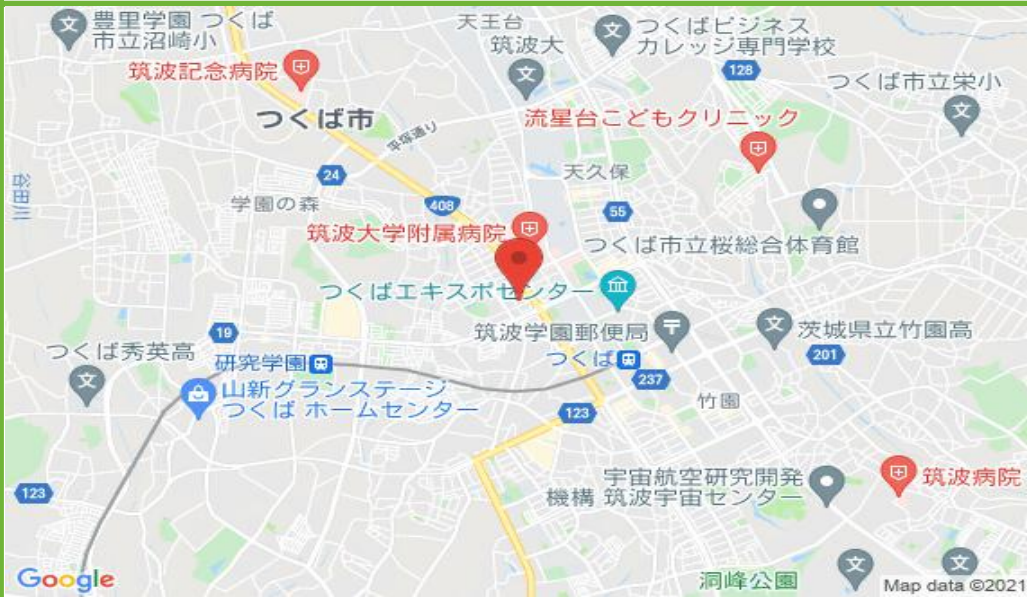 豊里学園 つくば
市立沼崎小
天王台
筑波大
つくばビジネス
カレッジ専門学校
筑波記念病院
128
つくば市立栄小
つくば市
平塚通り
流星台こどもクリニック
谷田川
24
天久保
学園の森
408
55
筑波大学附属病院
つくば市立桜総合体育館
つくばエキスポセンター
19
筑波学園郵便局
茨城県立竹園高
つくば秀英高
研究学園
つくば
201
山新グランステージ
つくば ホームセンター
237
竹園
123
宇宙航空研究開発
機構 筑波宇宙センター
筑波病院
123
Google
洞峰公園
Map data ©2021